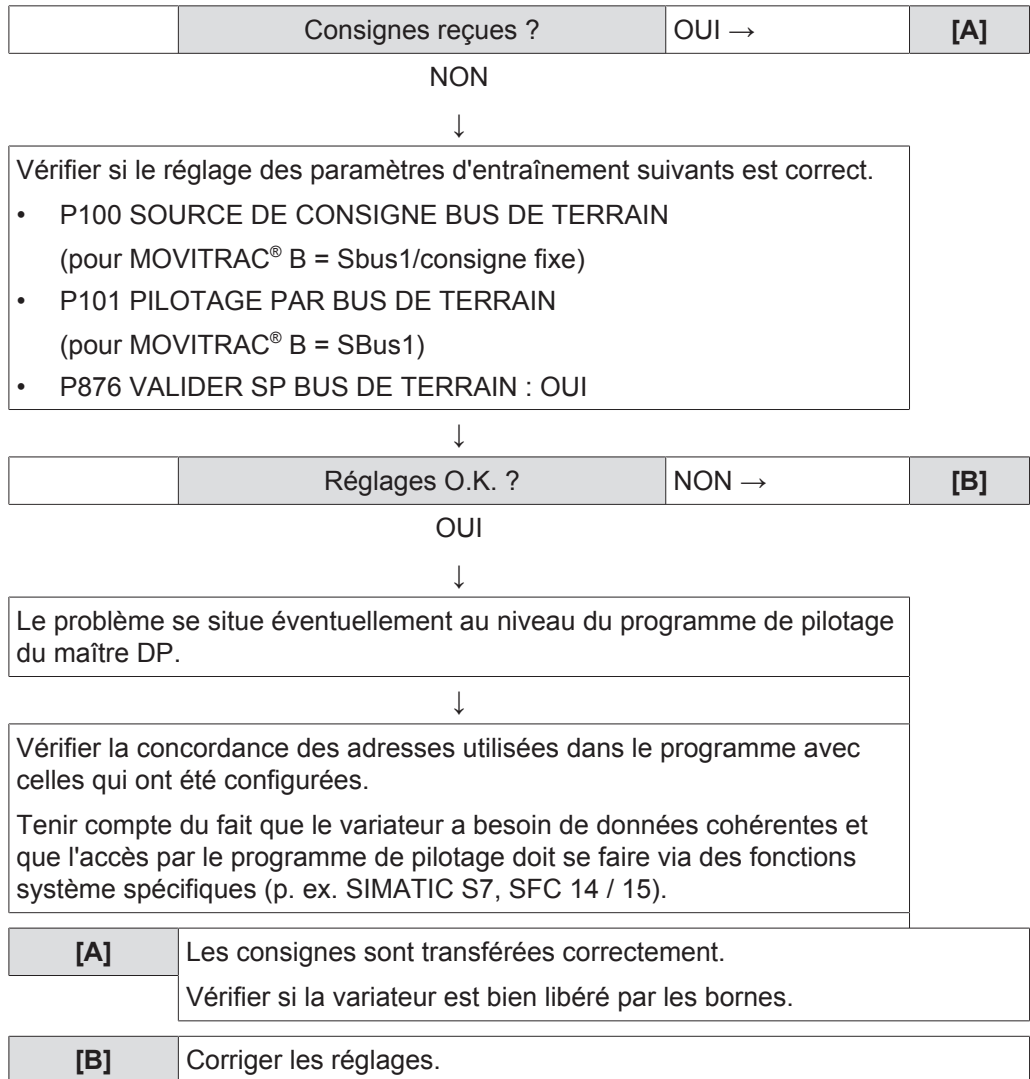 Consignes reçues ? OUI → [A]
NON
↓
Vérifier si le réglage des paramètres d'entraînement suivants est correct.
• P100 SOURCE DE CONSIGNE BUS DE TERRAIN
(pour MOVITRAC® B = Sbus1/consigne fixe)
• P101 PILOTAGE PAR BUS DE TERRAIN
(pour MOVITRAC® B = SBus1)
• P876 VALIDER SP BUS DE TERRAIN : OUI
↓
Réglages O.K. ? NON → [B]
OUI
↓
Le problème se situe éventuellement au niveau du programme de pilotage
du maître DP.
↓
Vérifier la concordance des adresses utilisées dans le programme avec
celles qui ont été configurées.
Tenir compte du fait que le variateur a besoin de données cohérentes et
que l'accès par le programme de pilotage doit se faire via des fonctions
système spécifiques (p. ex. SIMATIC S7, SFC 14 / 15).
[A] Les consignes sont transférées correctement.
Vérifier si la variateur est bien libéré par les bornes.
[B] Corriger les réglages.